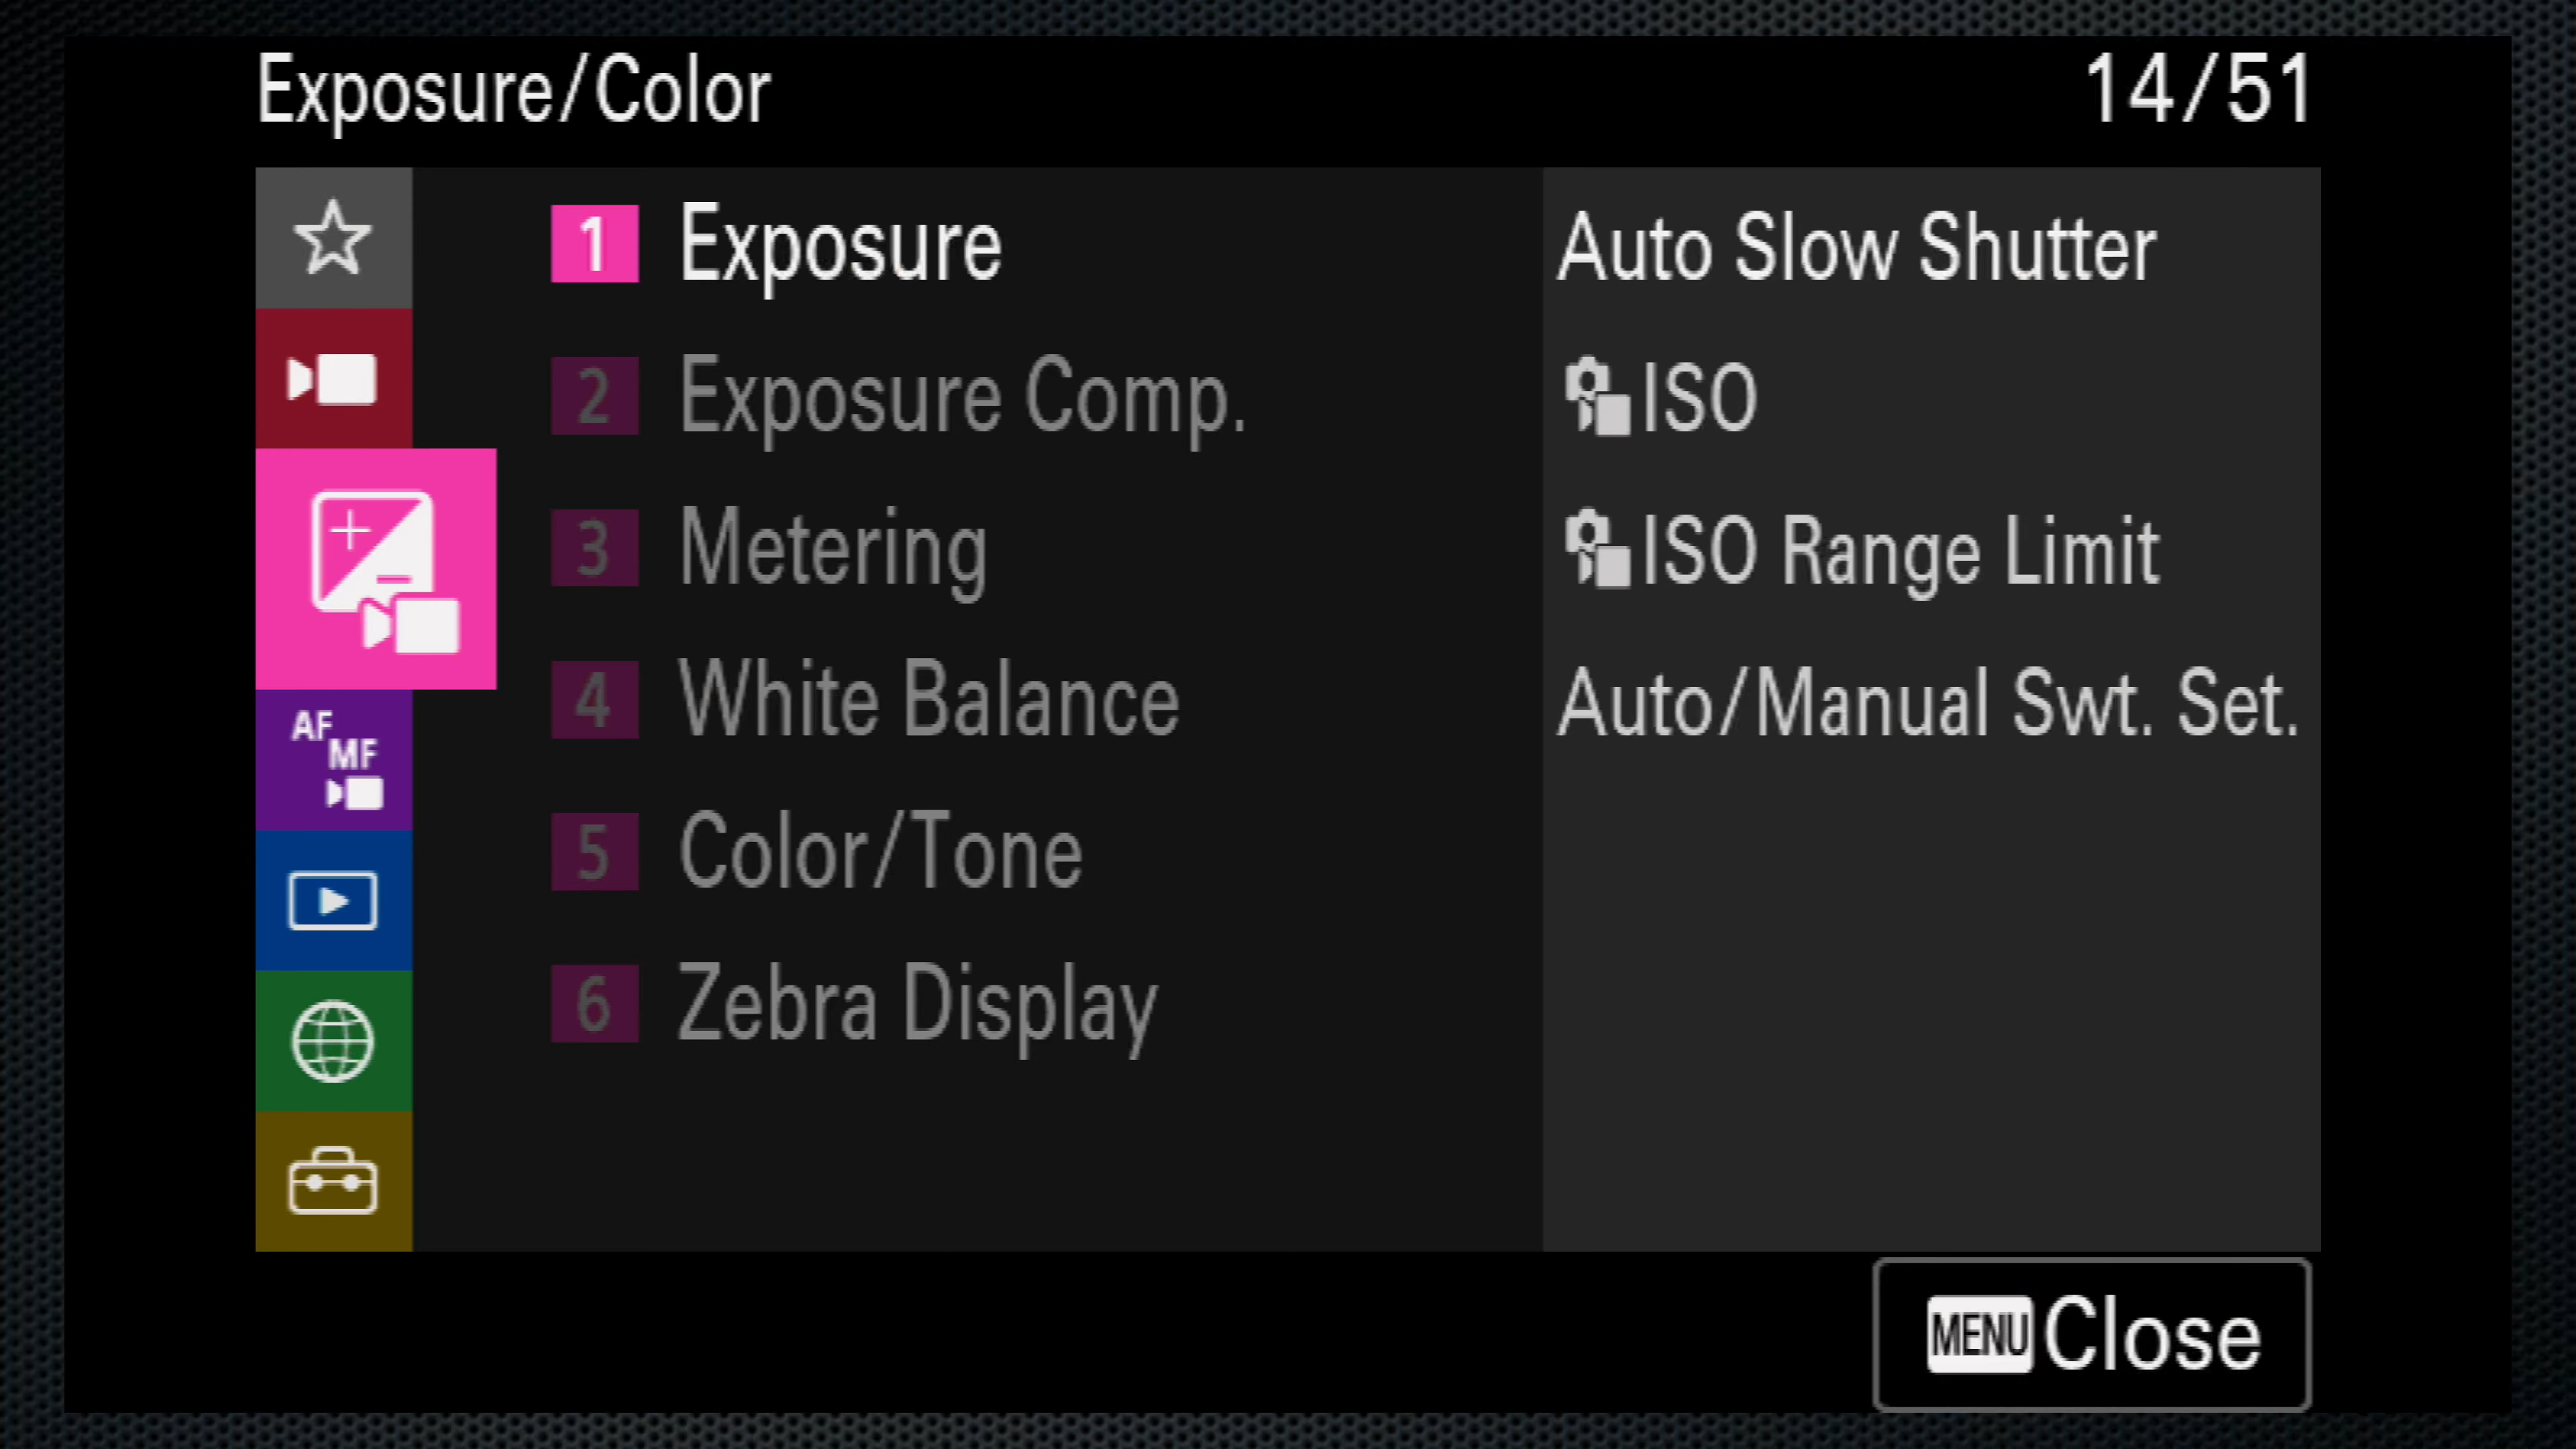 Exposure/Color 14/51
1 Exposure
2 Exposure Comp.
3 Metering
4 White Balance
5 Color/Tone
6 Zebra Display
Auto Slow Shutter
ISO
ISO Range Limit
Auto/Manual Swt. Set.
AF
MF
MENU Close